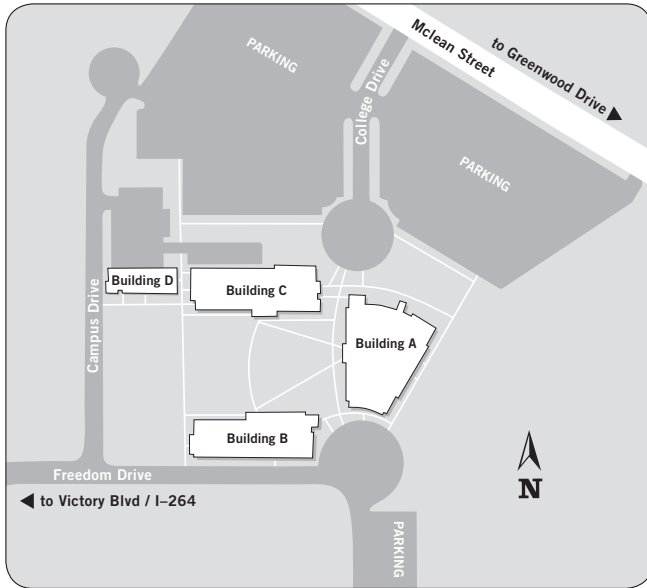 PARKING
College Drive
Mclean Street
to Greenwood Drive
PARKING
Building D
Building C
Building A
Campus Drive
Building B
Freedom Drive
to Victory Blvd / I–264
N
PARKING